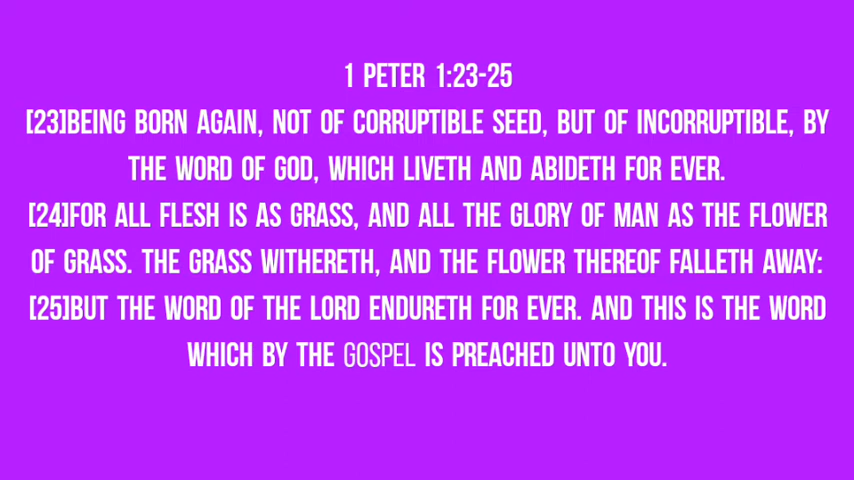 1 PETER 1:23-25
[23]BEING BORN AGAIN, NOT OF CORRUPTIBLE SEED, BUT OF INCORRUPTIBLE, BY
THE WORD OF GOD, WHICH LIVETH AND ABIDETH FOR EVER.
[24]FOR ALL FLESH IS AS GRASS, AND ALL THE GLORY OF MAN AS THE FLOWER
OF GRASS. THE GRASS WITHERETH, AND THE FLOWER THEREOF FALLETH AWAY:
[25]BUT THE WORD OF THE LORD ENDURETH FOR EVER. AND THIS IS THE WORD
WHICH BY THE GOSPEL IS PREACHED UNTO YOU.